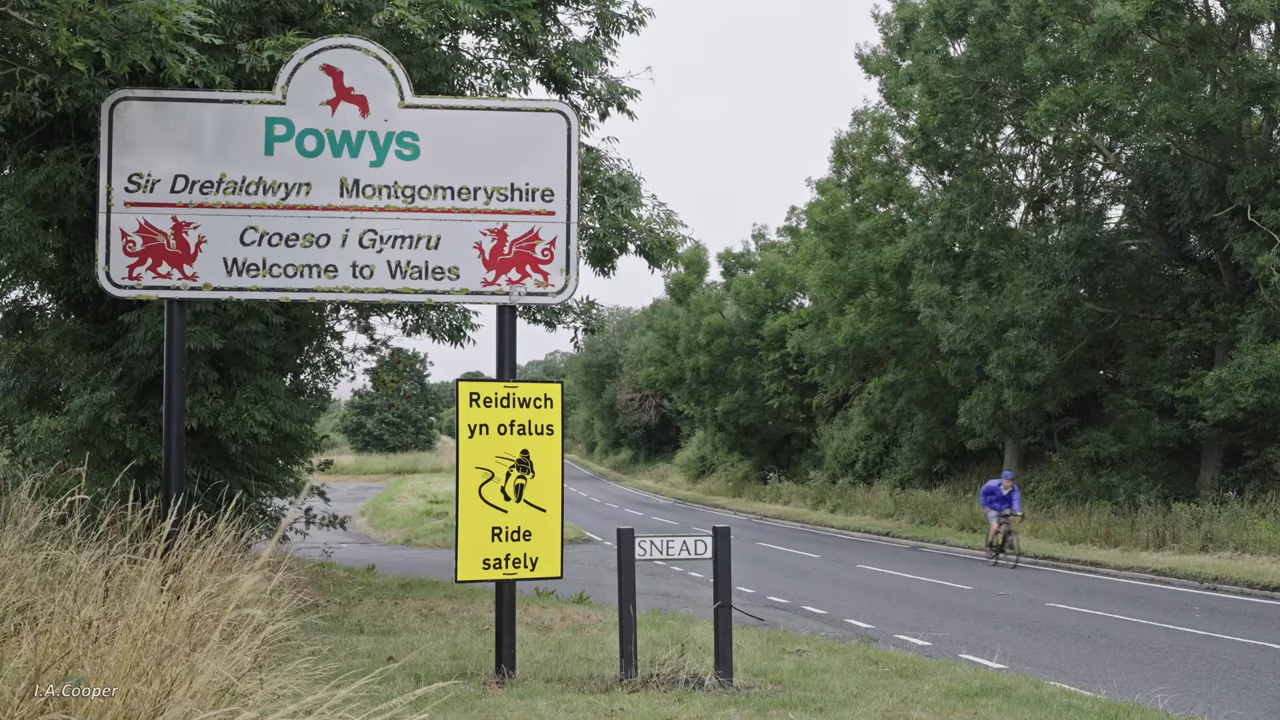 Powys
Sir Drefaldwyn Montgomeryshire
Croeso i Gymru
Welcome to Wales
Reidiwch
yn ofalus
Ride
safely
SNEAD
I.A.Cooper